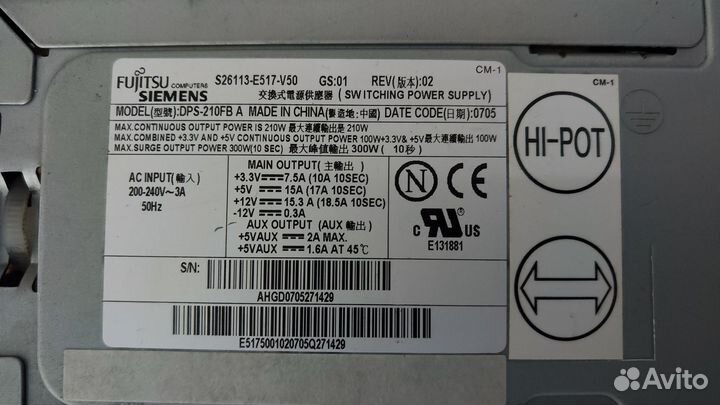 FUJITSU COMPUTERS
SIEMENS
S26113-E517-V50 GS:01 REV(版本):02
CM-1
交換式電源供應器 (SWITCHING POWER SUPPLY)
MODEL(型號):DPS-210FB A MADE IN CHINA(製造地:中國) DATE CODE(日期):0705
MAX.CONTINUOUS OUTPUT POWER IS 210W 最大連續輸出是 210W
MAX.COMBINED +3.3V AND +5V CONTINUOUS OUTPUT POWER 100W +3.3V& +5V最大連續輸出 100W
MAX.SURGE OUTPUT POWER 300W(10 SEC) 最大峰值輸出 300W (10 秒)
AC INPUT(輸入)
200-240V~3A
50Hz
MAIN OUTPUT (主輸出)
+3.3V⎓7.5A (10A 10SEC)
+5V ⎓ 15A (17A 10SEC)
+12V⎓15.3 A (18.5A 10SEC)
-12V ⎓ 0.3A
AUX OUTPUT (AUX 輸出)
+5VAUX ⎓ 2A MAX.
+5VAUX ⎓ 1.6A AT 45℃
N CE
c RU US
E131881
S/N:
AHGD0705271429
E5175001020705Q271429
CM-1
HI-POT
Avito